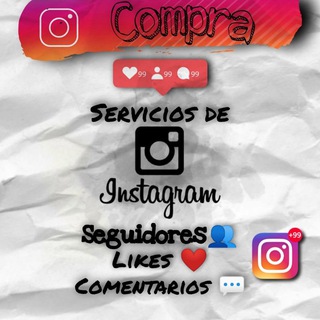 Compra
99 99 99
Servicios de
Instagram
Seguidores👥
Likes ❤️
Comentarios 💬
+99